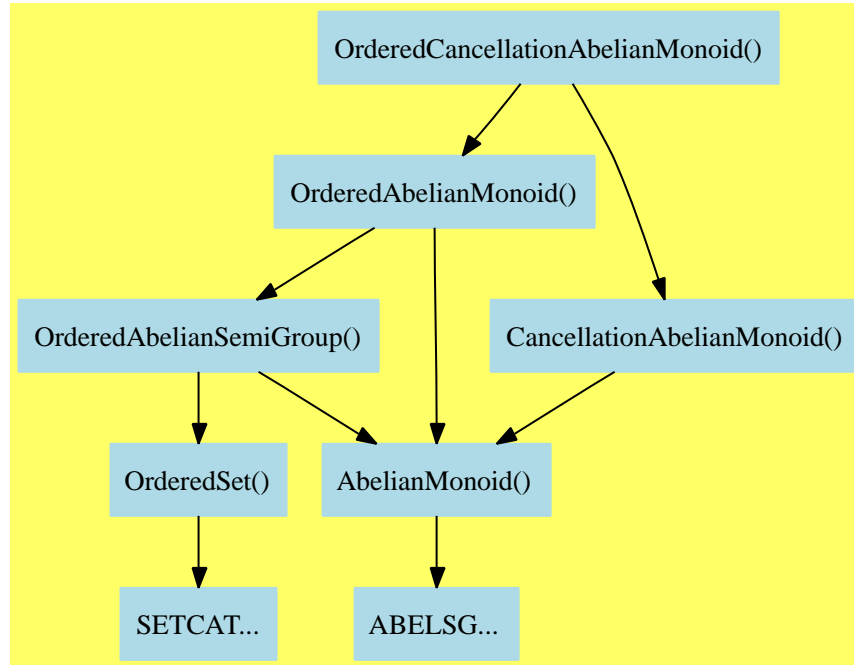 OrderedCancellationAbelianMonoid()
OrderedAbelianMonoid()
OrderedAbelianSemiGroup()
CancellationAbelianMonoid()
OrderedSet()
AbelianMonoid()
SETCAT...
ABELSG...